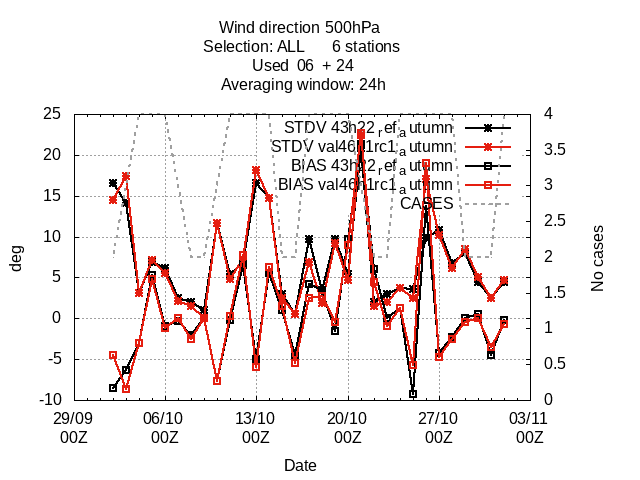 Wind direction 500hPa
Selection: ALL 6 stations
Used 06 + 24
Averaging window: 24h
STDV 43h22_ref_autumn
STDV val46h1rc1_autumn
BIAS 43h22_ref_autumn
BIAS val46h1rc1_autumn
CASES
25
20
15
10
5
0
-5
-10
deg
4
3.5
3
2.5
2
1.5
1
0.5
0
No cases
29/09 06/10 13/10 20/10 27/10 03/11
00Z 00Z 00Z 00Z 00Z 00Z
Date